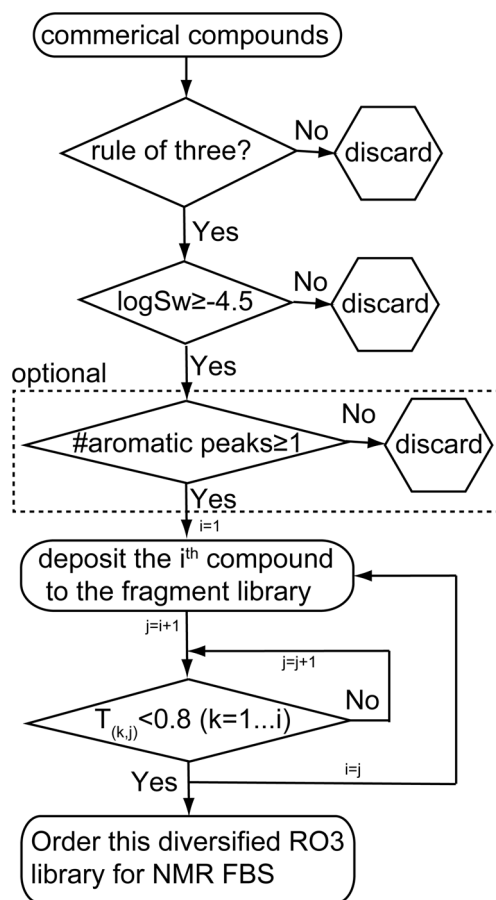 commerical compounds
rule of three?
No
discard
Yes
logSw≥-4.5
No
discard
Yes
optional
#aromatic peaks≥1
No
discard
Yes
i=1
deposit the ith compound
to the fragment library
j=i+1
j=j+1
T(k,j)<0.8 (k=1...i)
No
Yes
i=j
Order this diversified RO3
library for NMR FBS